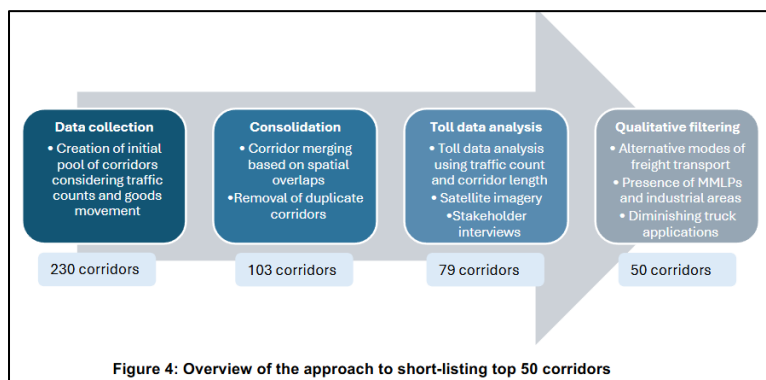 Data collection
• Creation of initial
pool of corridors
considering traffic
counts and goods
movement
230 corridors
Consolidation
• Corridor merging
based on spatial
overlaps
•Removal of duplicate
corridors
103 corridors
Toll data analysis
• Toll data analysis
using traffic count
and corridor length
• Satellite imagery
•Stakeholder
interviews
79 corridors
Qualitative filtering
• Alternative modes of
freight transport
• Presence of MMLPs
and industrial areas
• Diminishing truck
applications
50 corridors
Figure 4: Overview of the approach to short-listing top 50 corridors